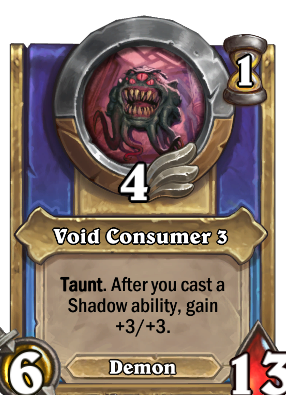 1
4
Void Consumer 3
Taunt. After you cast a
Shadow ability, gain
+3/+3.
6
Demon
13